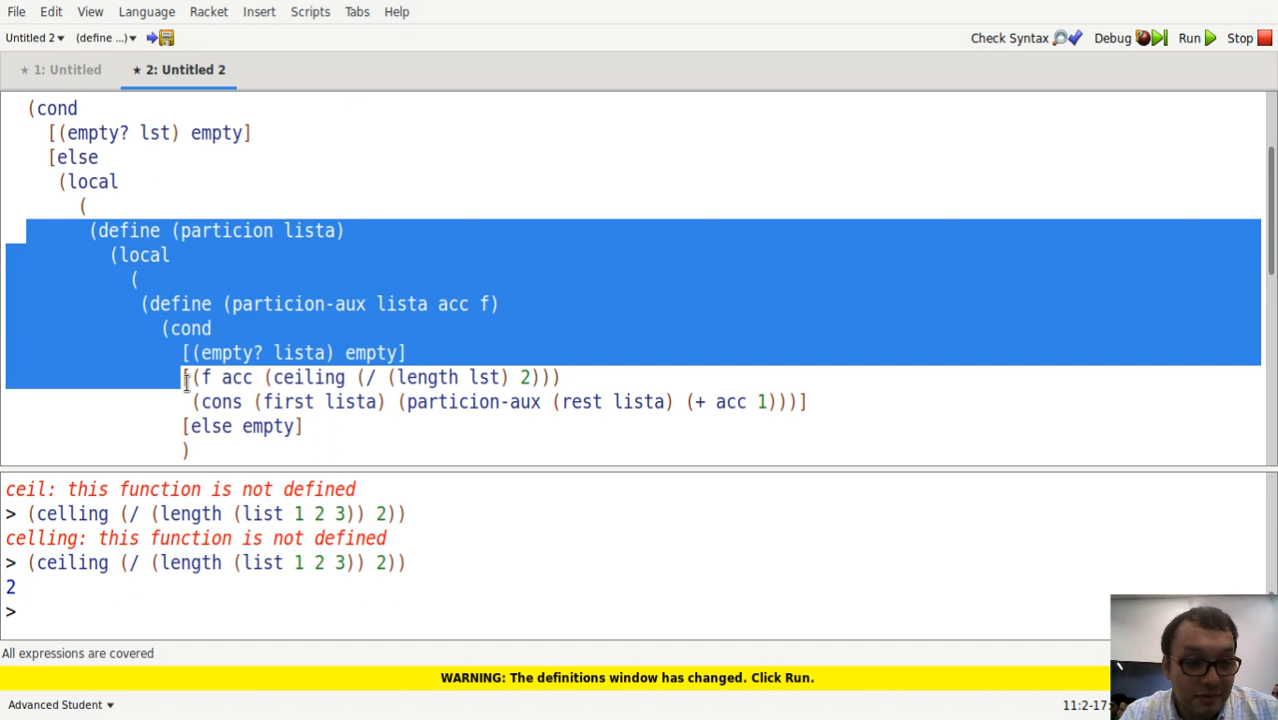 File Edit View Language Racket Insert Scripts Tabs Help
Untitled 2 (define ...) Check Syntax Debug Run Stop
★ 1: Untitled ★ 2: Untitled 2
(cond
[(empty? lst) empty]
[else
(local
(
(define (particion lista)
(local
(
(define (particion-aux lista acc f)
(cond
[(empty? lista) empty]
[(f acc (ceiling (/ (length lst) 2)))
(cons (first lista) (particion-aux (rest lista) (+ acc 1)))]
[else empty]
)
ceil: this function is not defined
> (celling (/ (length (list 1 2 3)) 2))
celling: this function is not defined
> (ceiling (/ (length (list 1 2 3)) 2))
2
>
All expressions are covered
WARNING: The definitions window has changed. Click Run.
Advanced Student 11:2-17: